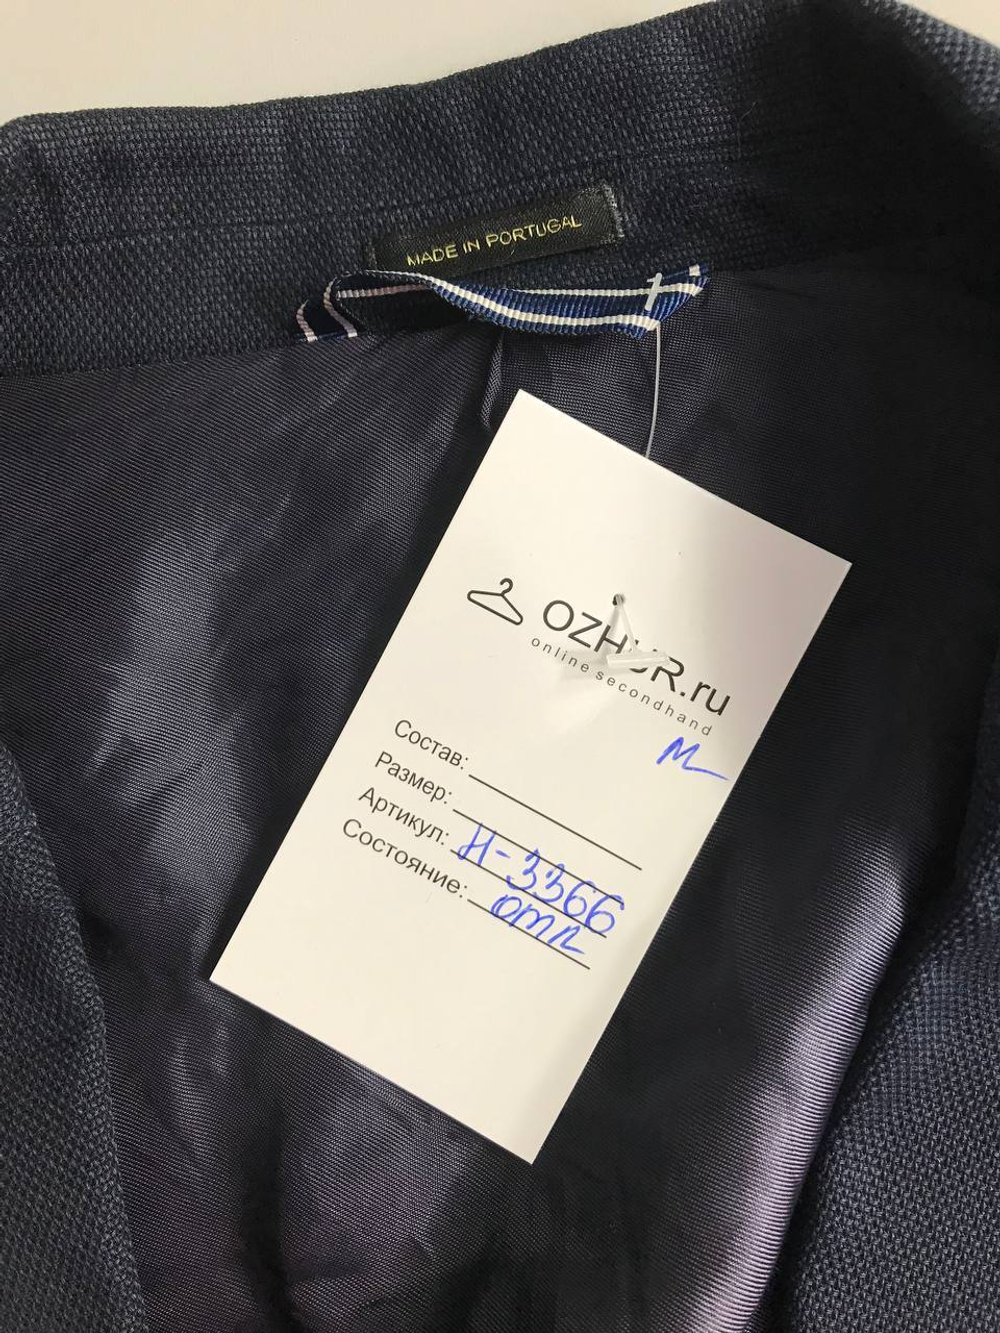 MADE IN PORTUGAL
OZHUR.ru
online secondhand
м
Состав:
Размер:
Артикул: Н-3366
Состояние: отл